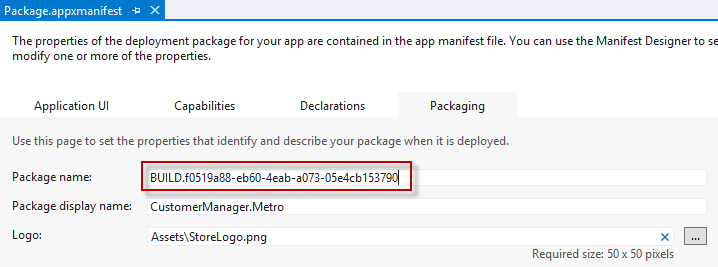 Package.appxmanifest
The properties of the deployment package for your app are contained in the app manifest file. You can use the Manifest Designer to se
modify one or more of the properties.
Application UI Capabilities Declarations Packaging
Use this page to set the properties that identify and describe your package when it is deployed.
Package name: BUILD.f0519a88-eb60-4eab-a073-05e4cb153790
Package display name: CustomerManager.Metro
Logo: Assets\StoreLogo.png ...
Required size: 50 x 50 pixels